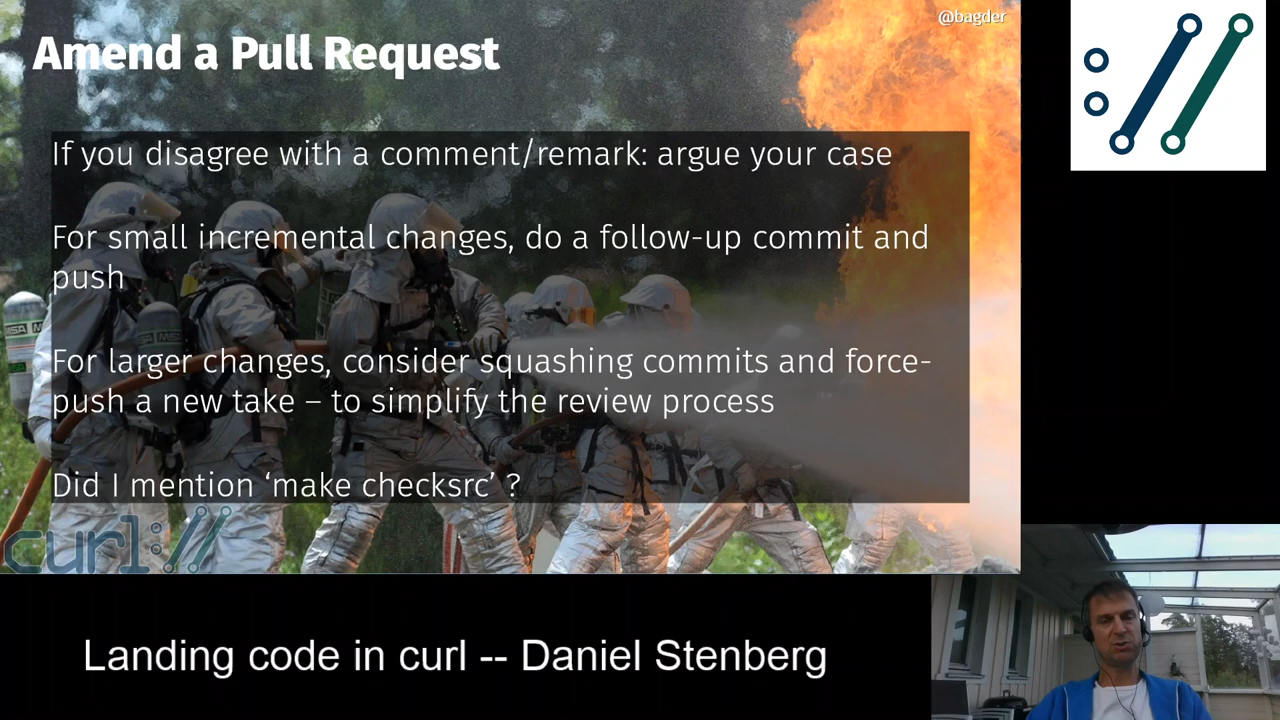 @bagder
Amend a Pull Request
If you disagree with a comment/remark: argue your case
For small incremental changes, do a follow-up commit and
push
For larger changes, consider squashing commits and force-
push a new take – to simplify the review process
Did I mention ‘make checksrc’ ?
curl://
Landing code in curl -- Daniel Stenberg
MSA
MSA